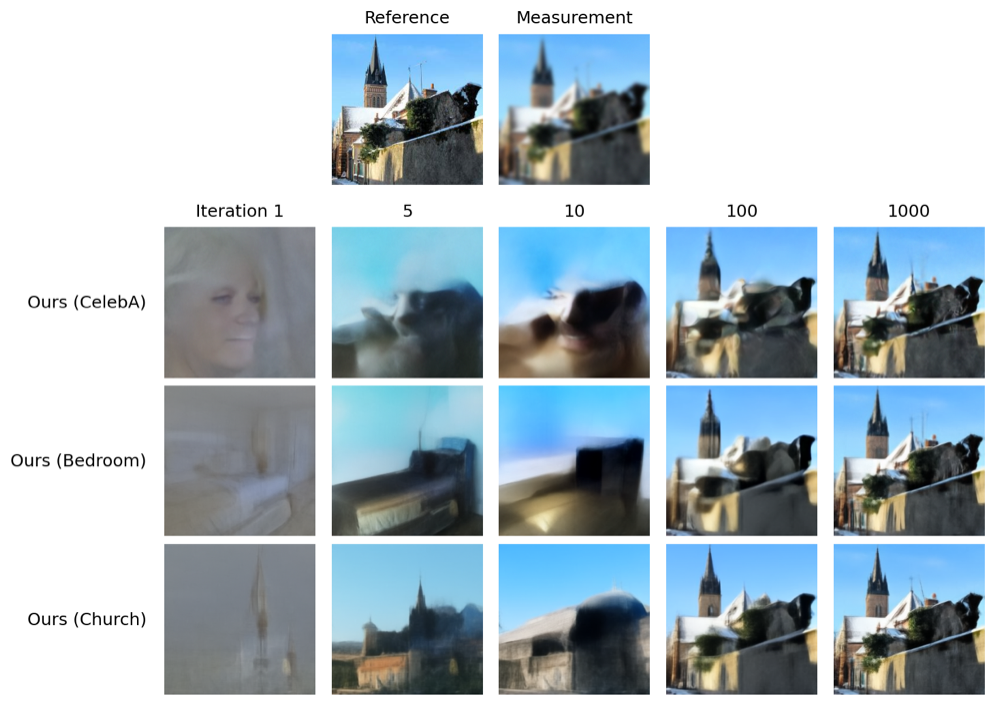 Reference Measurement
Iteration 1 5 10 100 1000
Ours (CelebA)
Ours (Bedroom)
Ours (Church)